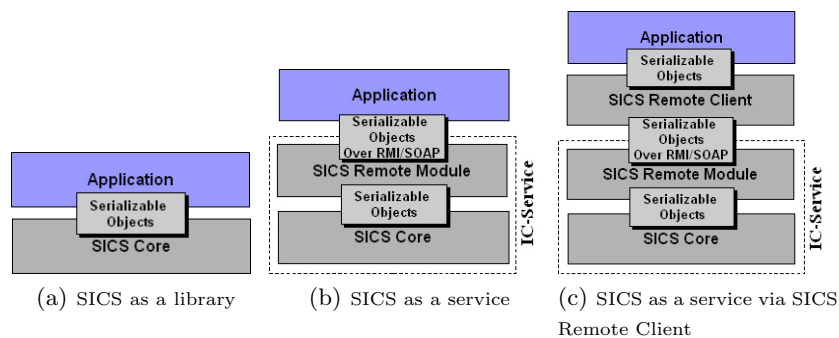 Application
Serializable
Objects
SICS Core
(a) SICS as a library
Application
Serializable
Objects
Over RMI/SOAP
SICS Remote Module
Serializable
Objects
SICS Core
IC-Service
(b) SICS as a service
Application
Serializable
Objects
SICS Remote Client
Serializable
Objects
Over RMI/SOAP
SICS Remote Module
Serializable
Objects
SICS Core
IC-Service
(c) SICS as a service via SICS
Remote Client